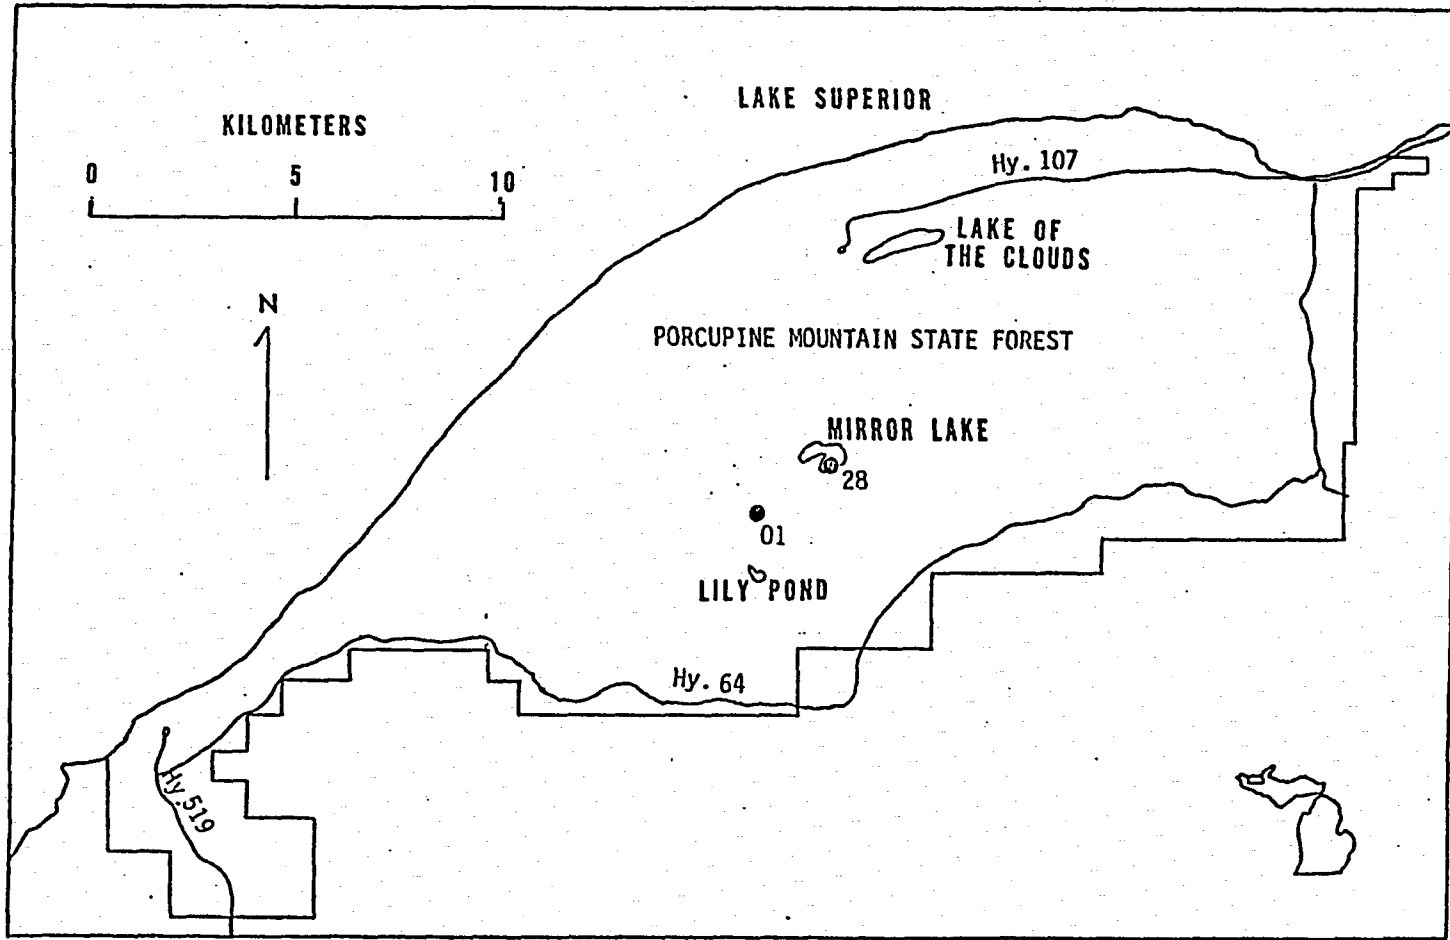 LAKE SUPERIOR
KILOMETERS
0 5 10
Hy. 107
LAKE OF
THE CLOUDS
N
PORCUPINE MOUNTAIN STATE FOREST
MIRROR LAKE
28
01
LILY POND
Hy. 64
Hy. 519